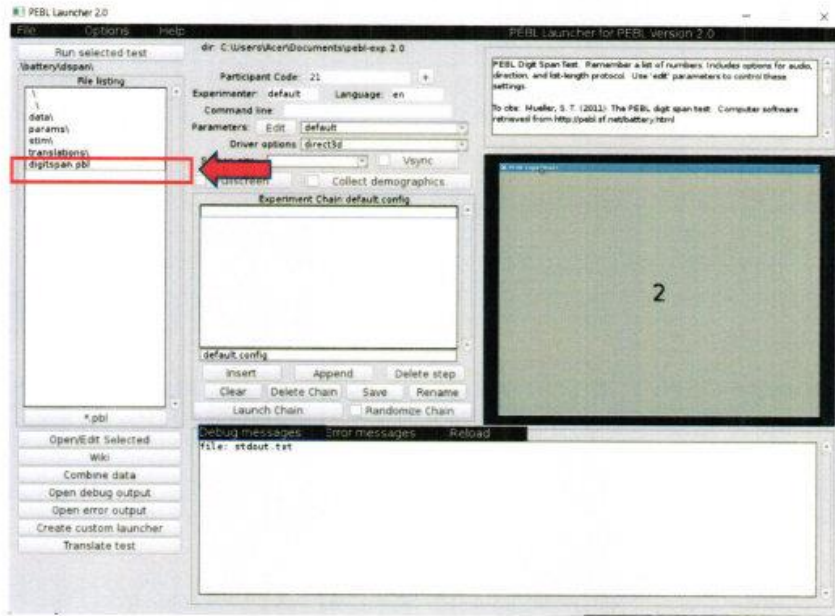 PEBL Launcher 2.0
File Options Help
PEBL Launcher for PEBL Version 2.0
Run selected test
\battery\dspan\
File listing
\
..\
data\
params\
stim\
translations\
digitspan.pbl
*.pbl
Open/Edit Selected
Wiki
Combine data
Open debug output
Open error output
Create custom launcher
Translate test
dir: C:\Users\Acer\Documents\pebl-exp.2.0
Participant Code: 21 +
Experimenter: default Language: en
Command line:
Parameters: Edit default
Driver options: direct3d
Vsync
Collect demographics
Experiment Chain: default.config
default.config
Insert Append Delete step
Clear Delete Chain Save Rename
Launch Chain Randomize Chain
PEBL Digit Span Test. Remember a list of numbers. Includes options for audio,
direction, and list-length protocol. Use 'edit' parameters to control these
settings.
To cite: Mueller, S. T. (2011). The PEBL digit span test. Computer software
retrieved from http://pebl.sf.net/battery.html
2
Debug messages Error messages Reload
file: stdout.txt